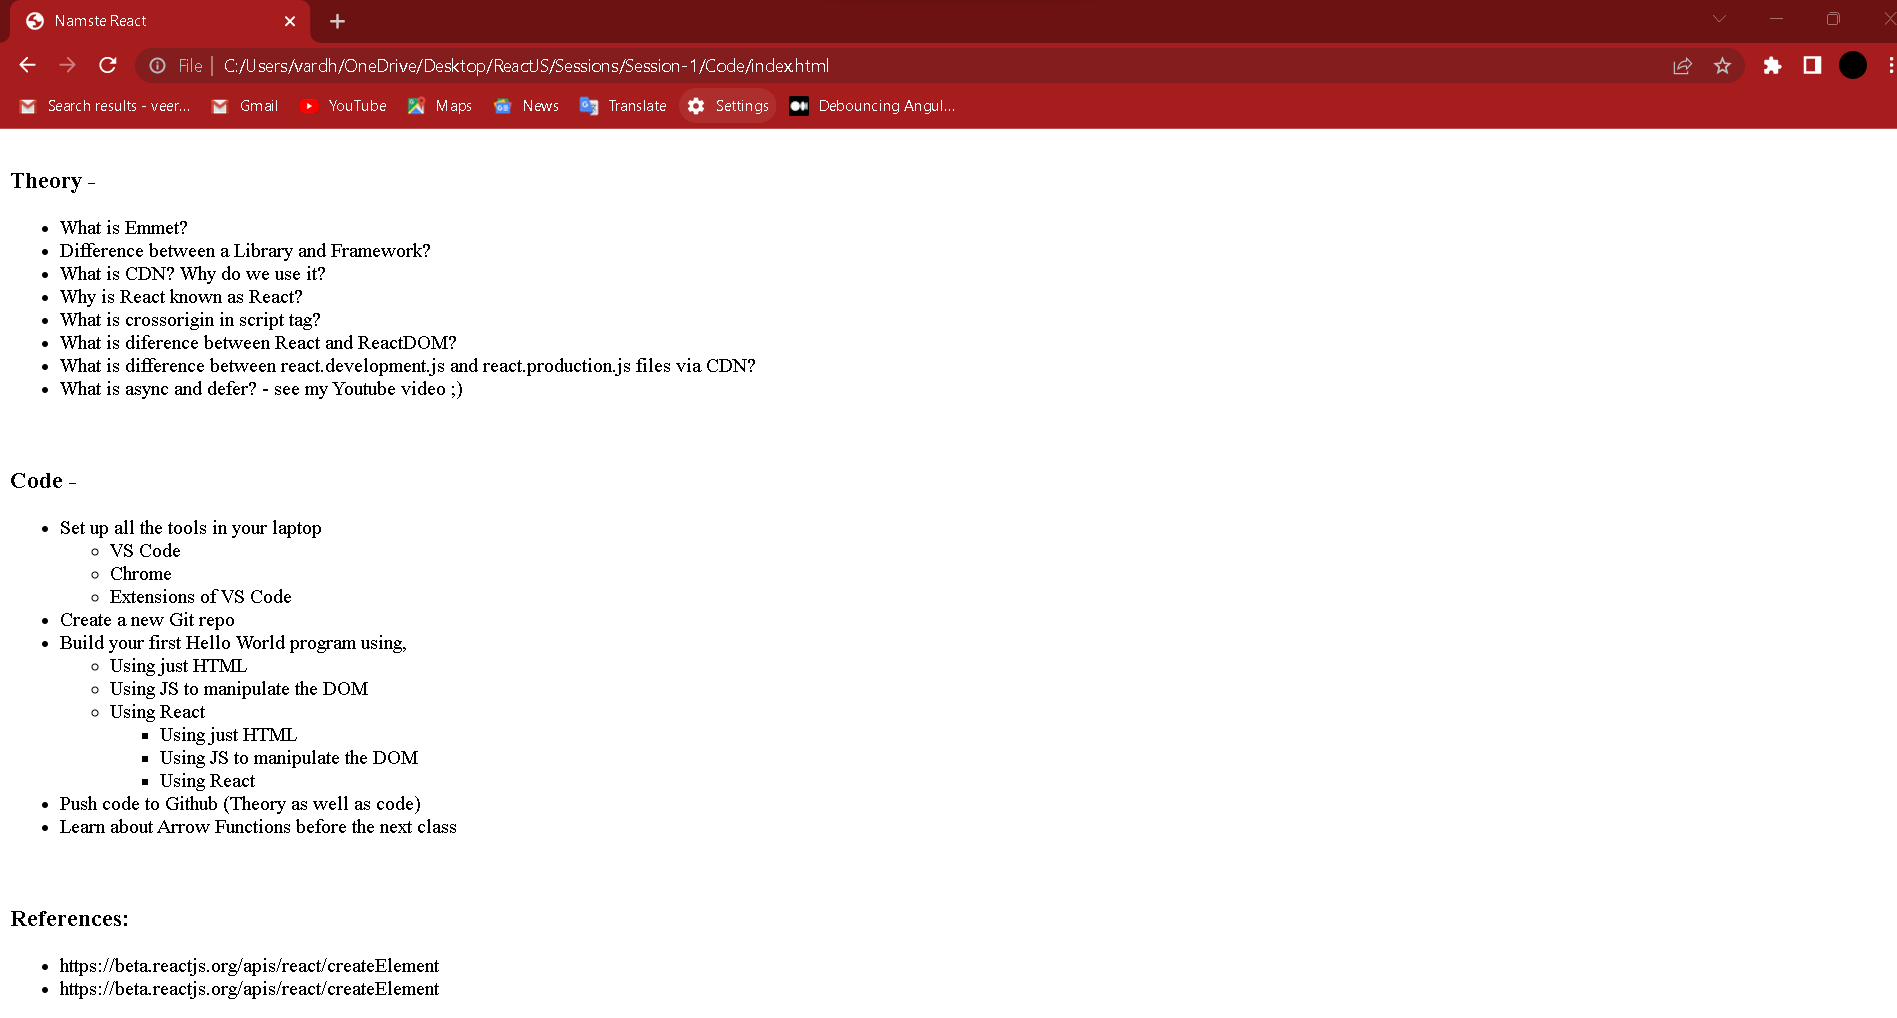 Namste React
File | C:/Users/vardh/OneDrive/Desktop/ReactJS/Sessions/Session-1/Code/index.html
Search results - veer... Gmail YouTube Maps News Translate Settings Debouncing Angul...
Theory -
What is Emmet?
Difference between a Library and Framework?
What is CDN? Why do we use it?
Why is React known as React?
What is crossorigin in script tag?
What is diference between React and ReactDOM?
What is difference between react.development.js and react.production.js files via CDN?
What is async and defer? - see my Youtube video ;)
Code -
Set up all the tools in your laptop
VS Code
Chrome
Extensions of VS Code
Create a new Git repo
Build your first Hello World program using,
Using just HTML
Using JS to manipulate the DOM
Using React
Using just HTML
Using JS to manipulate the DOM
Using React
Push code to Github (Theory as well as code)
Learn about Arrow Functions before the next class
References:
https://beta.reactjs.org/apis/react/createElement
https://beta.reactjs.org/apis/react/createElement